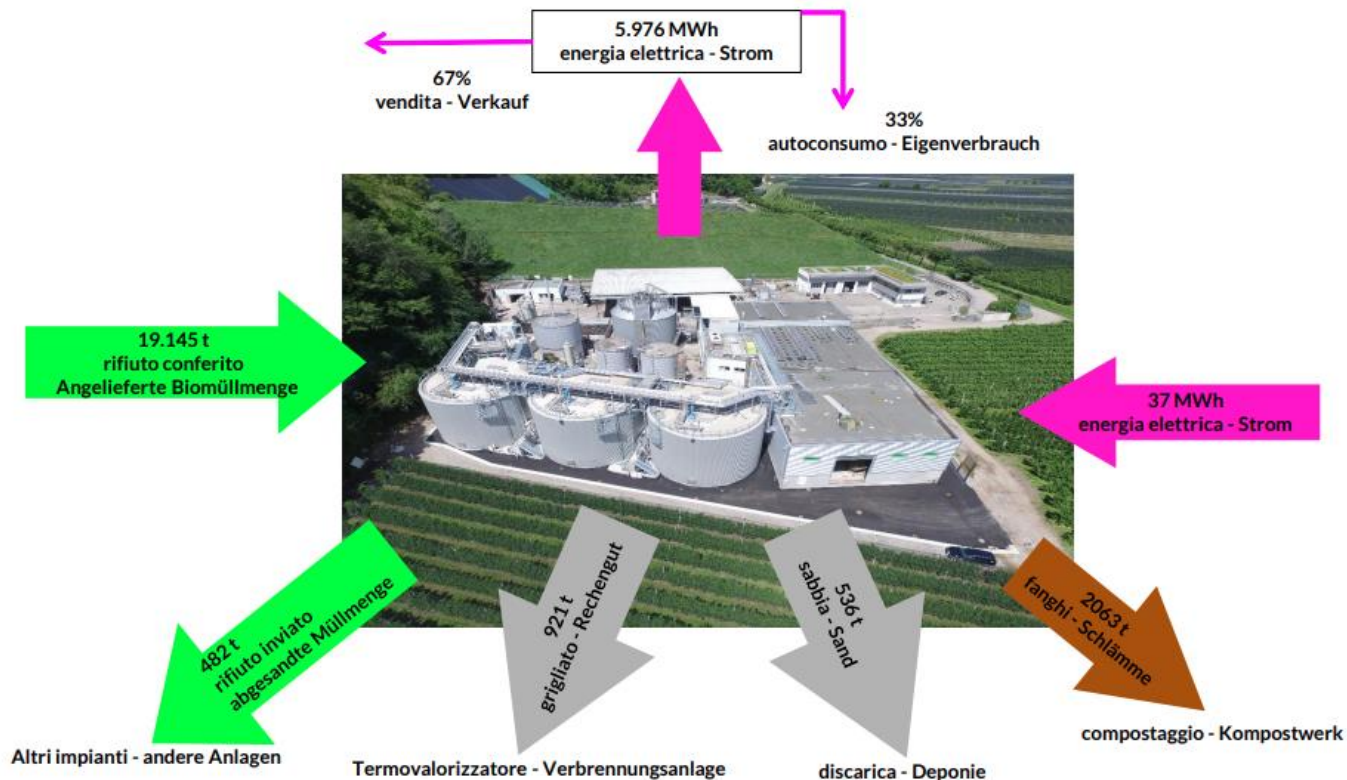 5.976 MWh
energia elettrica - Strom
67%
vendita - Verkauf
33%
autoconsumo - Eigenverbrauch
19.145 t
rifiuto conferito
Angelieferte Biomüllmenge
37 MWh
energia elettrica - Strom
482 t
rifiuto inviato
abgesandte Müllmenge
921 t
grigliato - Rechengut
536 t
sabbia - Sand
2063 t
fanghi - Schlämme
Altri impianti - andere Anlagen
Termovalorizzatore - Verbrennungsanlage
discarica - Deponie
compostaggio - Kompostwerk